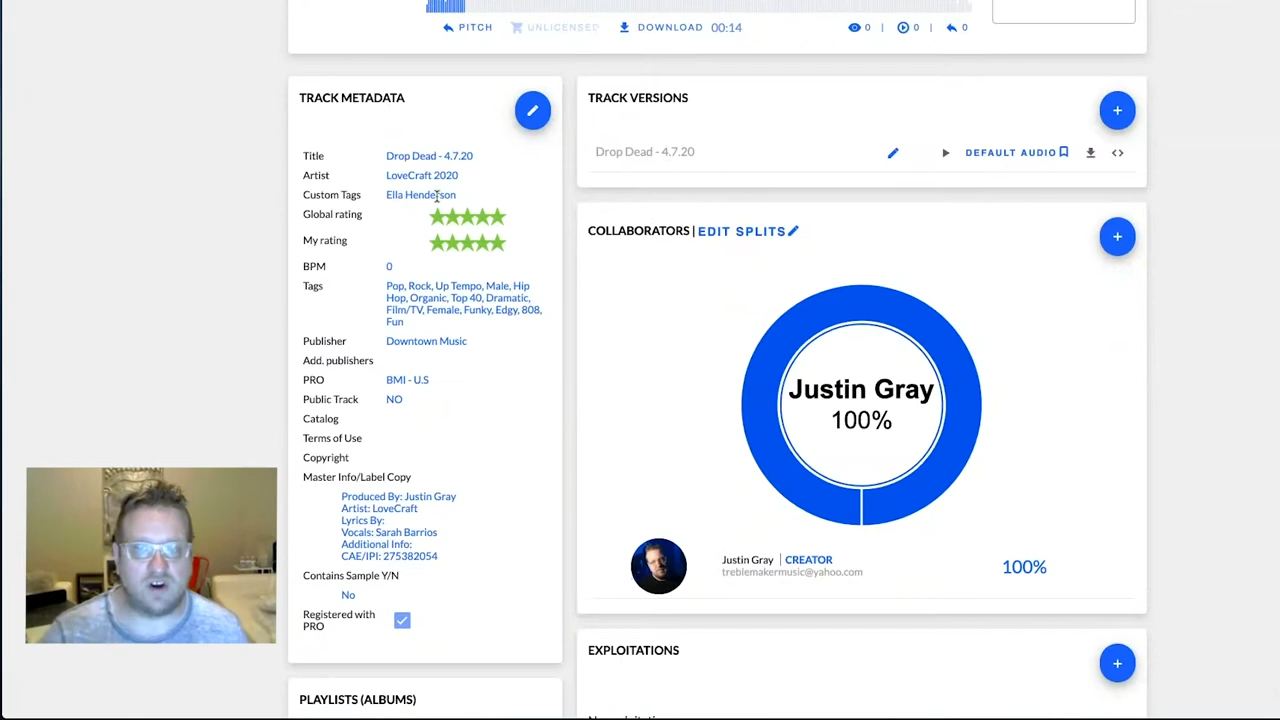 PITCH UNLICENSED DOWNLOAD 00:14 0 | 0 | 0
TRACK METADATA
Title Drop Dead - 4.7.20
Artist LoveCraft 2020
Custom Tags Ella Henderson
Global rating
My rating
BPM 0
Tags Pop, Rock, Up Tempo, Male, Hip
Hop, Organic, Top 40, Dramatic,
Film/TV, Female, Funky, Edgy, 808,
Fun
Publisher Downtown Music
Add. publishers
PRO BMI - U.S
Public Track NO
Catalog
Terms of Use
Copyright
Master Info/Label Copy
Produced By: Justin Gray
Artist: LoveCraft
Lyrics By:
Vocals: Sarah Barrios
Additional Info:
CAE/IPI: 275382054
Contains Sample Y/N
No
Registered with
PRO
PLAYLISTS (ALBUMS)
TRACK VERSIONS
Drop Dead - 4.7.20 DEFAULT AUDIO
COLLABORATORS | EDIT SPLITS
Justin Gray
100%
Justin Gray | CREATOR 100%
treblemakermusic@yahoo.com
EXPLOITATIONS